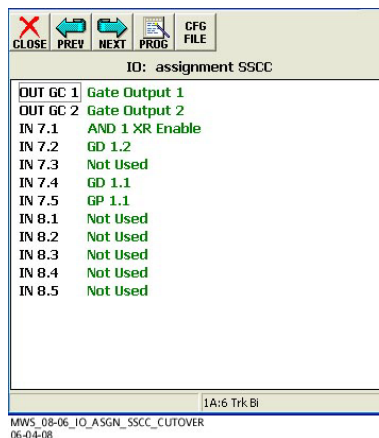 CLOSE PREV NEXT PROG CFG FILE
IO: assignment SSCC
OUT GC 1 Gate Output 1
OUT GC 2 Gate Output 2
IN 7.1 AND 1 XR Enable
IN 7.2 GD 1.2
IN 7.3 Not Used
IN 7.4 GD 1.1
IN 7.5 GP 1.1
IN 8.1 Not Used
IN 8.2 Not Used
IN 8.3 Not Used
IN 8.4 Not Used
IN 8.5 Not Used
1A:6 Trk Bi
MWS_08-06_IO_ASGN_SSCC_CUTOVER
06-04-08